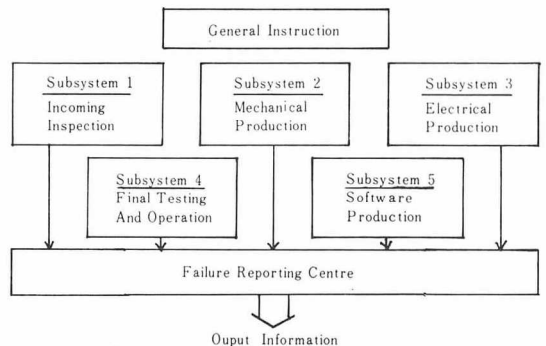 General Instruction
Subsystem 1
Incoming
Inspection
Subsystem 2
Mechanical
Production
Subsystem 3
Electrical
Production
Subsystem 4
Final Testing
And Operation
Subsystem 5
Software
Production
Failure Reporting Centre
Ouput Information